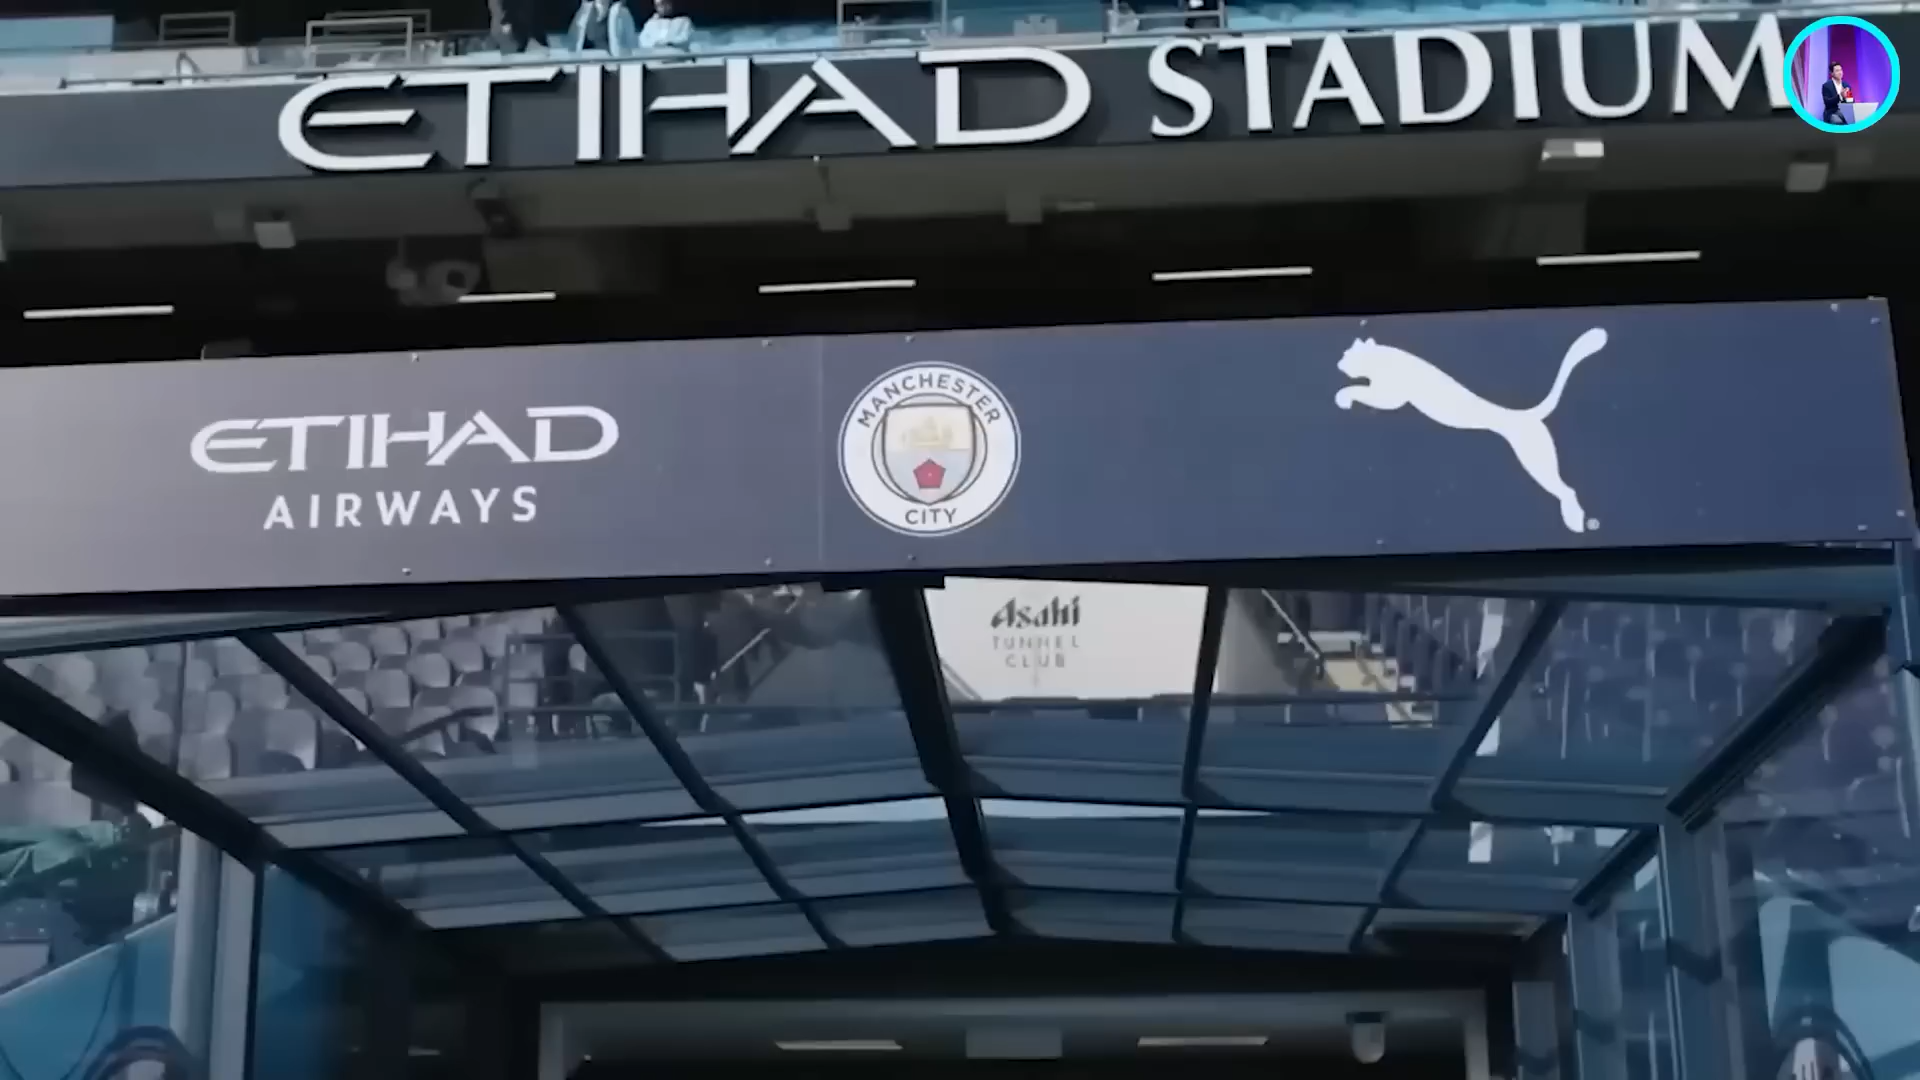 ETIHAD STADIUM
ETIHAD
AIRWAYS
MANCHESTER
CITY
Asahi
TUNNEL
CLUB